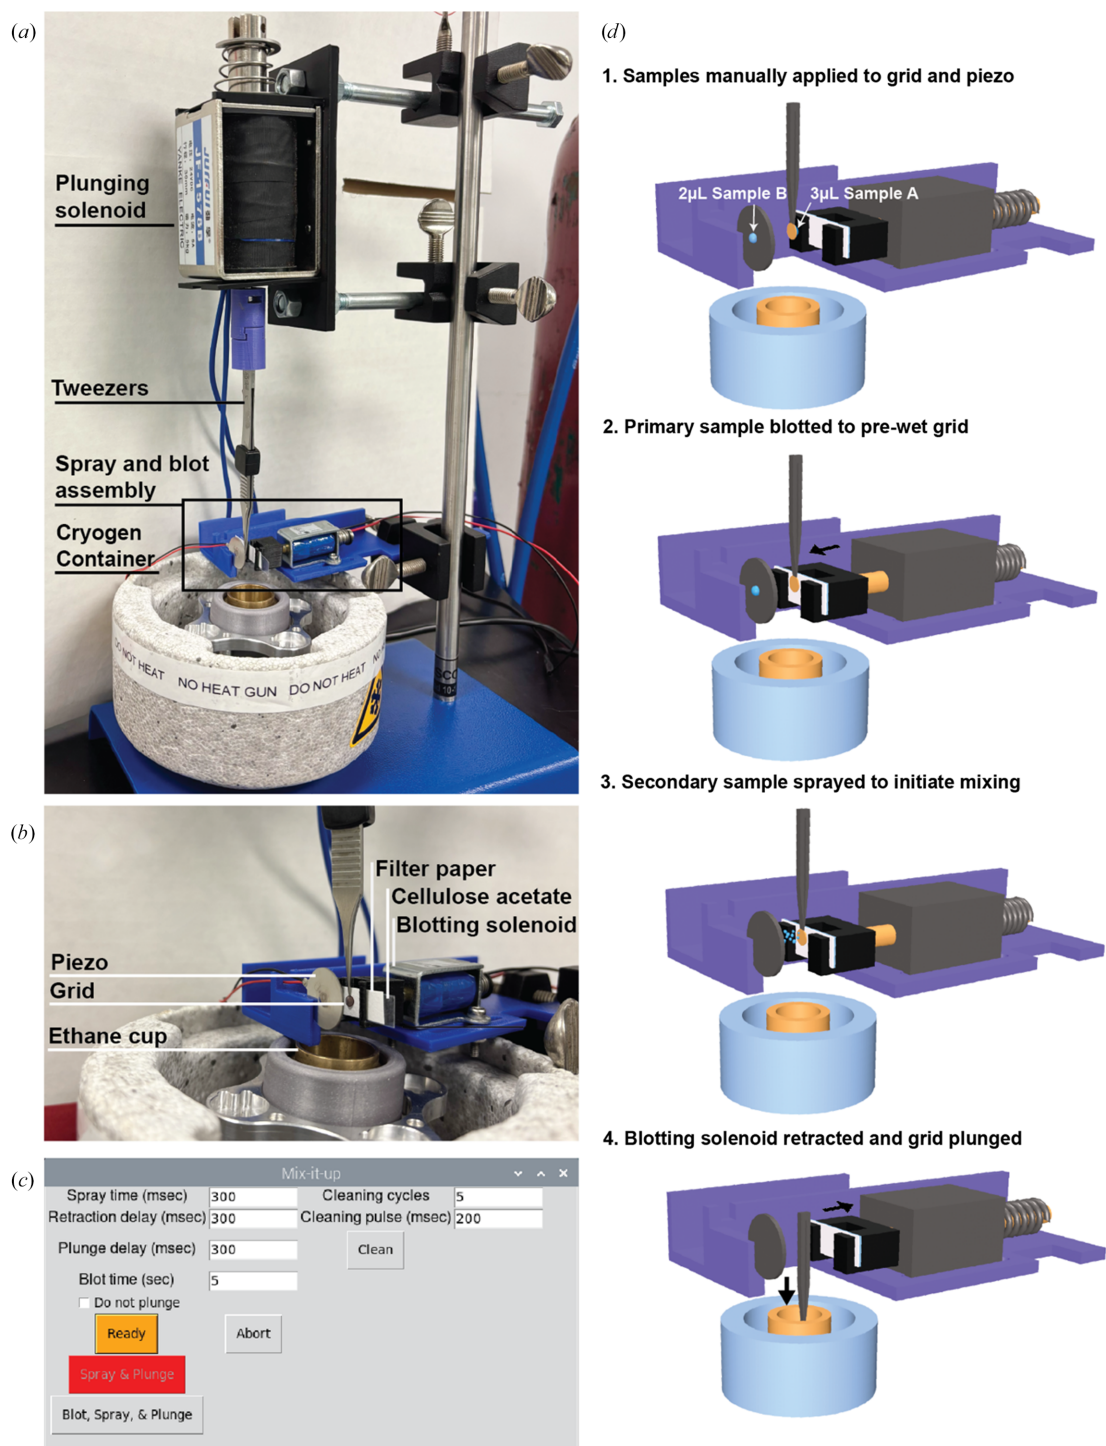 (a)
Plunging
solenoid
JUNFUI
JF-1578B
YANKE ELECTRIC
Tweezers
Spray and blot
assembly
Cryogen
Container
DO NOT HEAT
NO HEAT GUN
DO NOT HEAT
(b)
Filter paper
Cellulose acetate
Blotting solenoid
Piezo
Grid
Ethane cup
(c)
Mix-it-up
Spray time (msec) 300 Cleaning cycles 5
Retraction delay (msec) 300 Cleaning pulse (msec) 200
Plunge delay (msec) 300 Clean
Blot time (sec) 5
Do not plunge
Ready Abort
Spray & Plunge
Blot, Spray, & Plunge
(d)
1. Samples manually applied to grid and piezo
2µL Sample B 3µL Sample A
2. Primary sample blotted to pre-wet grid
3. Secondary sample sprayed to initiate mixing
4. Blotting solenoid retracted and grid plunged